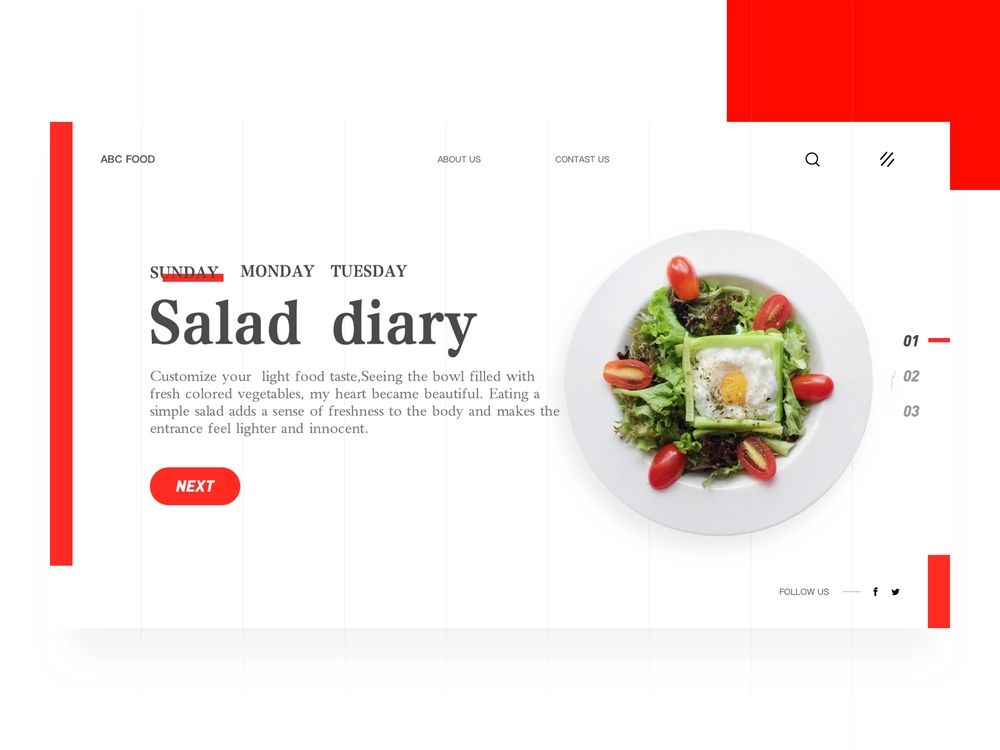 ABC FOOD
ABOUT US
CONTAST US
SUNDAY MONDAY TUESDAY
Salad diary
Customize your light food taste,Seeing the bowl filled with
fresh colored vegetables, my heart became beautiful. Eating a
simple salad adds a sense of freshness to the body and makes the
entrance feel lighter and innocent.
NEXT
01
02
03
FOLLOW US